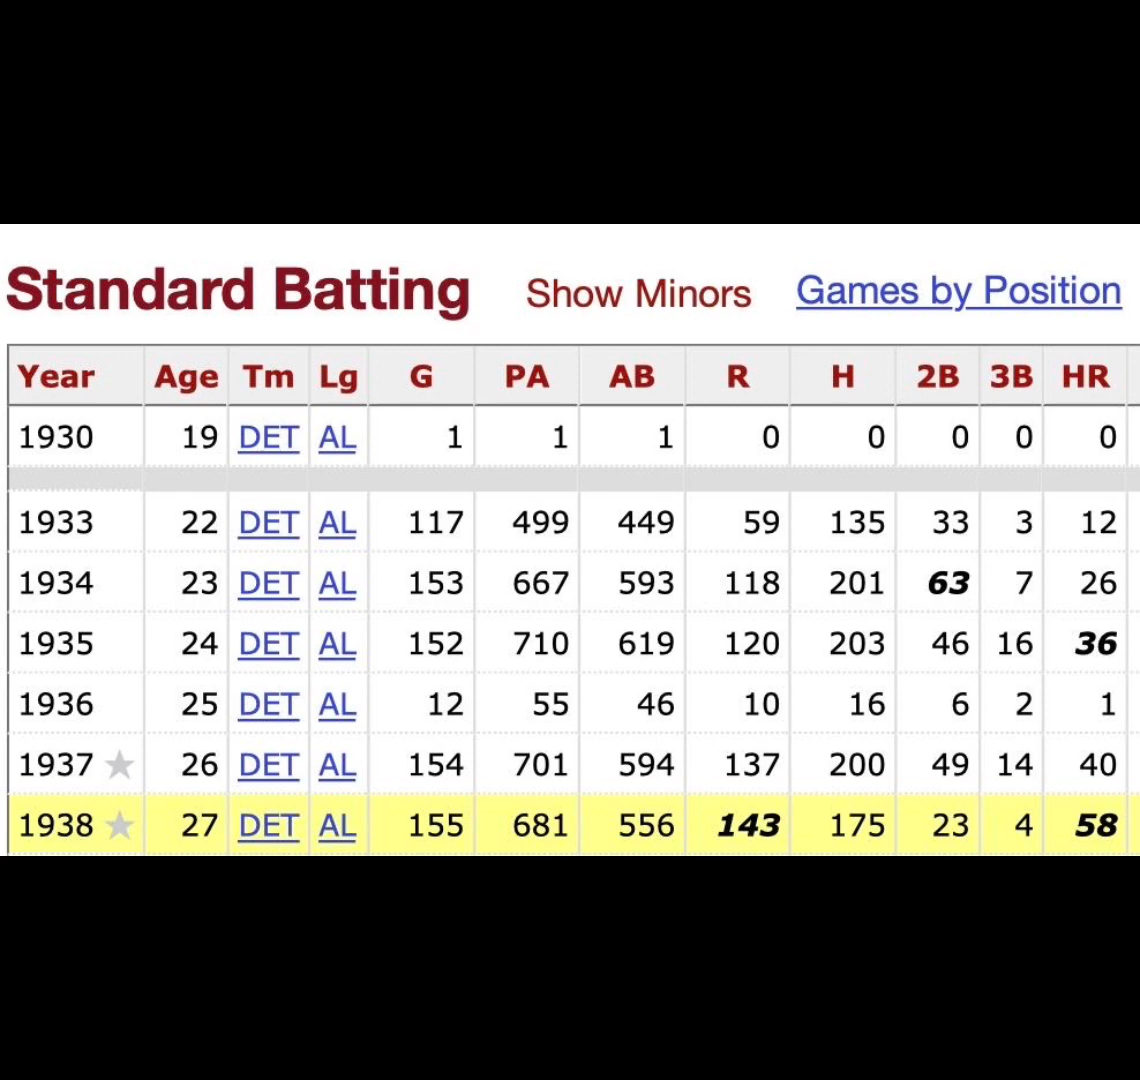 Standard Batting Show Minors Games by Position
Year Age Tm Lg G PA AB R H 2B 3B HR
1930 19 DET AL 1 1 1 0 0 0 0 0
1933 22 DET AL 117 499 449 59 135 33 3 12
1934 23 DET AL 153 667 593 118 201 63 7 26
1935 24 DET AL 152 710 619 120 203 46 16 36
1936 25 DET AL 12 55 46 10 16 6 2 1
1937 ★ 26 DET AL 154 701 594 137 200 49 14 40
1938 ★ 27 DET AL 155 681 556 143 175 23 4 58